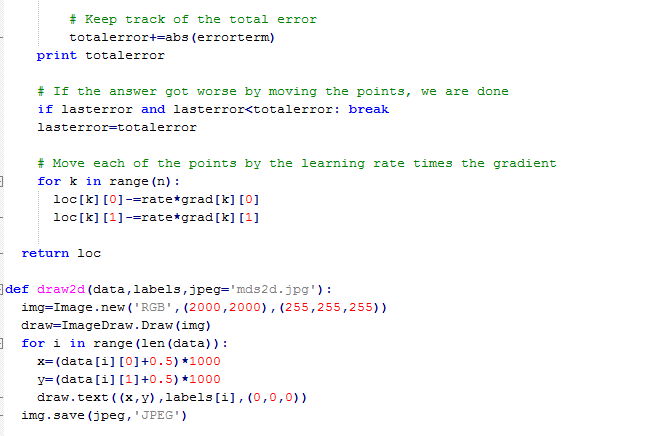 # Keep track of the total error
totalerror+=abs(errorterm)
print totalerror
# If the answer got worse by moving the points, we are done
if lasterror and lasterror<totalerror: break
lasterror=totalerror
# Move each of the points by the learning rate times the gradient
for k in range(n):
loc[k][0]-=rate*grad[k][0]
loc[k][1]-=rate*grad[k][1]
return loc
def draw2d(data,labels,jpeg='mds2d.jpg'):
img=Image.new('RGB',(2000,2000),(255,255,255))
draw=ImageDraw.Draw(img)
for i in range(len(data)):
x=(data[i][0]+0.5)*1000
y=(data[i][1]+0.5)*1000
draw.text((x,y),labels[i],(0,0,0))
img.save(jpeg,'JPEG')